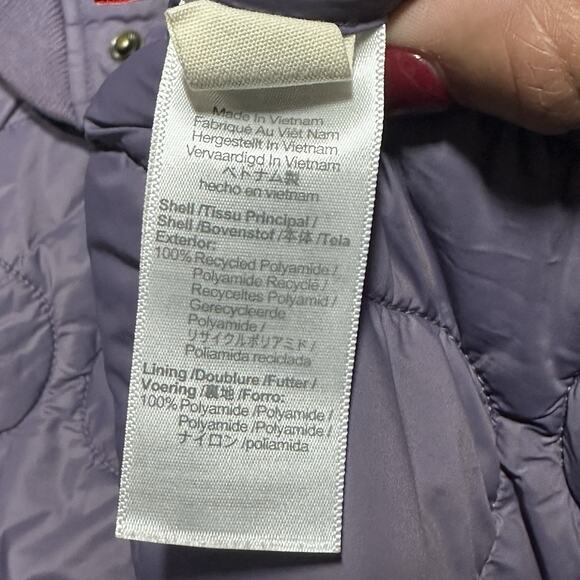 Made In Vietnam
Fabriqué Au Viêt Nam
Hergestellt In Vietnam
Vervaardigd In Vietnam
ベトナム製
hecho en vietnam
Shell /Tissu Principal /
Shell /Bovenstof /本体 /Tela
Exterior:
100% Recycled Polyamide /
Polyamide Recyclé /
Recyceltes Polyamid /
Gerecycleerde
Polyamide /
リサイクルポリアミド /
Poliamida reciclada
Lining /Doublure /Futter /
Voering /裏地 /Forro:
100% Polyamide /Polyamide /
Polyamide /Polyamide /
ナイロン /poliamida